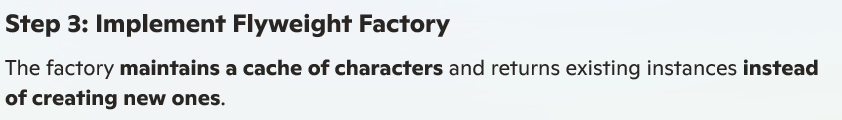 Step 3: Implement Flyweight Factory
The factory maintains a cache of characters and returns existing instances instead
of creating new ones.